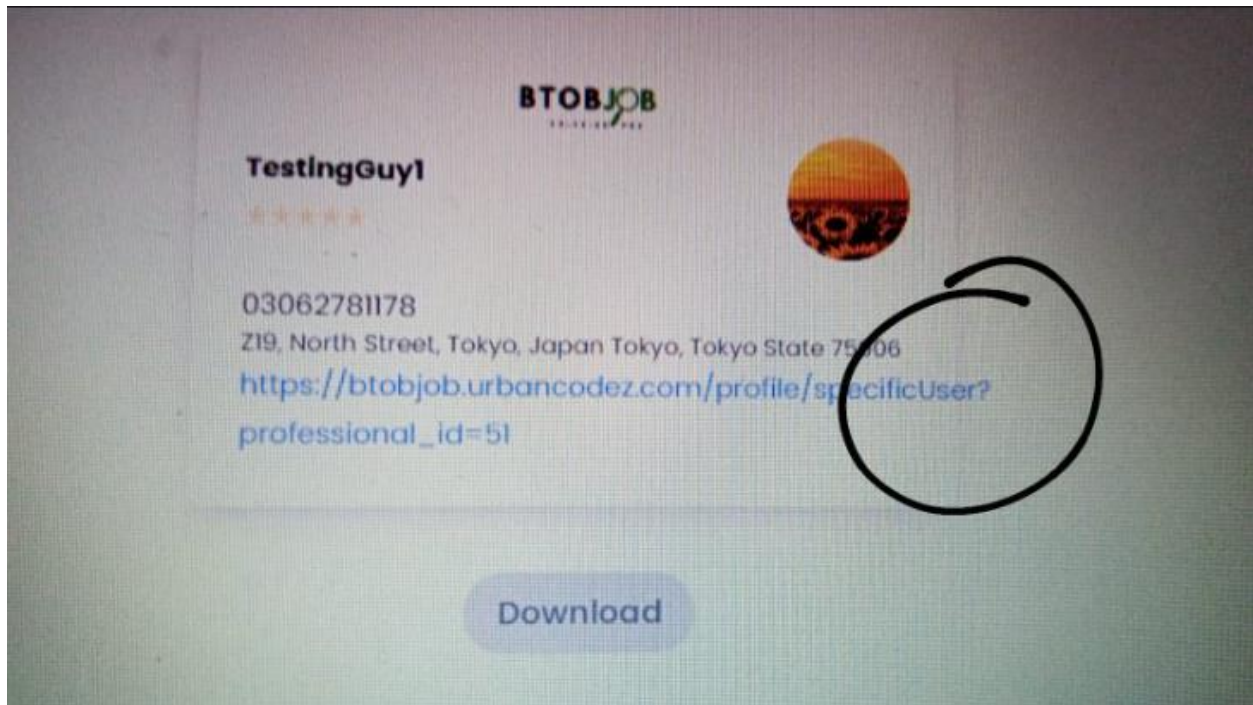 BTOBJOB
TestingGuy1
03062781178
Z19, North Street, Tokyo, Japan Tokyo, Tokyo State 75006
https://btobjob.urbancodez.com/profile/specificUser?
professional_id=51
Download